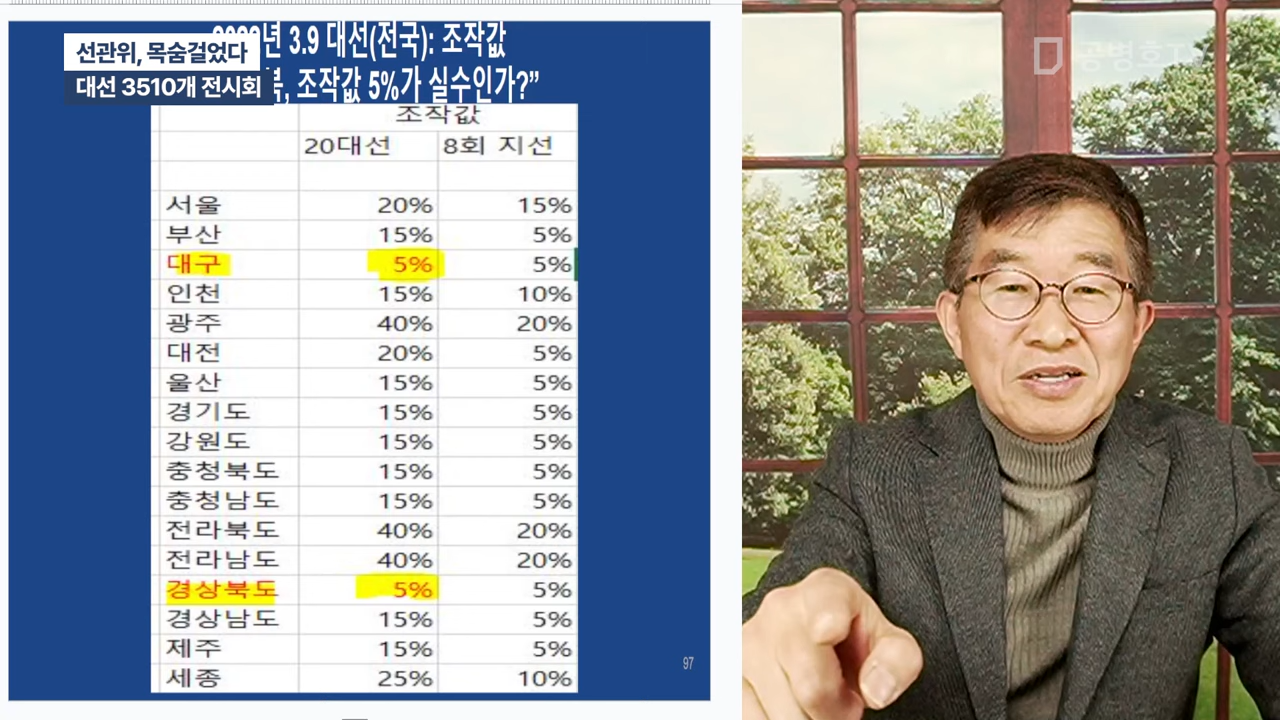 년 3.9 대선(전국): 조작값
선관위, 목숨걸었다
대선 3510개 전시회
조작값 5%가 실수인가?”
조작값
20대선 8회 지선
서울 20% 15%
부산 15% 5%
대구 5% 5%
인천 15% 10%
광주 40% 20%
대전 20% 5%
울산 15% 5%
경기도 15% 5%
강원도 15% 5%
충청북도 15% 5%
충청남도 15% 5%
전라북도 40% 20%
전라남도 40% 20%
경상북도 5% 5%
경상남도 15% 5%
제주 15% 5%
세종 25% 10%
97
공병호TV